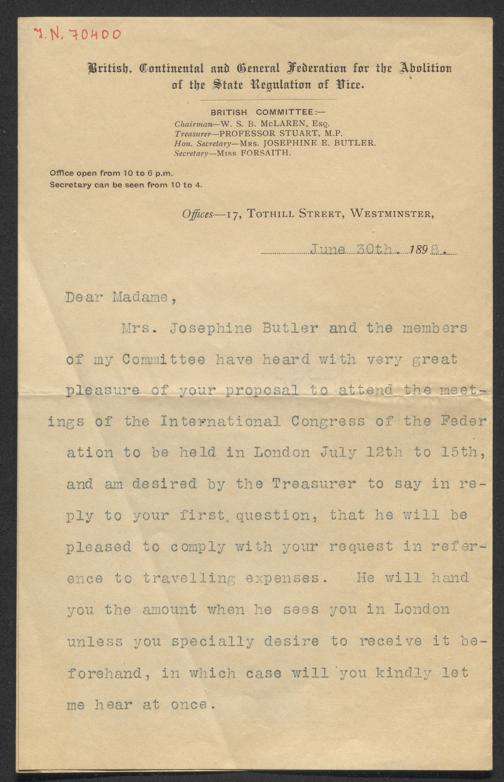 I.N. 70400
British, Continental and General Federation for the Abolition
of the State Regulation of Vice.
BRITISH COMMITTEE:—
Chairman—W. S. B. McLAREN, Esq.
Treasurer—PROFESSOR STUART, M.P.
Hon. Secretary—Mrs. JOSEPHINE E. BUTLER.
Secretary—Miss FORSAITH.
Office open from 10 to 6 p.m.
Secretary can be seen from 10 to 4.
Offices—17, Tothill Street, Westminster,
June 30th. 1898.
Dear Madame,
Mrs. Josephine Butler and the members
of my Committee have heard with very great
pleasure of your proposal to attend the meet-
ings of the International Congress of the Feder
ation to be held in London July 12th to 15th,
and am desired by the Treasurer to say in re-
ply to your first question, that he will be
pleased to comply with your request in refer-
ence to travelling expenses. He will hand
you the amount when he sees you in London
unless you specially desire to receive it be-
forehand, in which case will you kindly let
me hear at once.